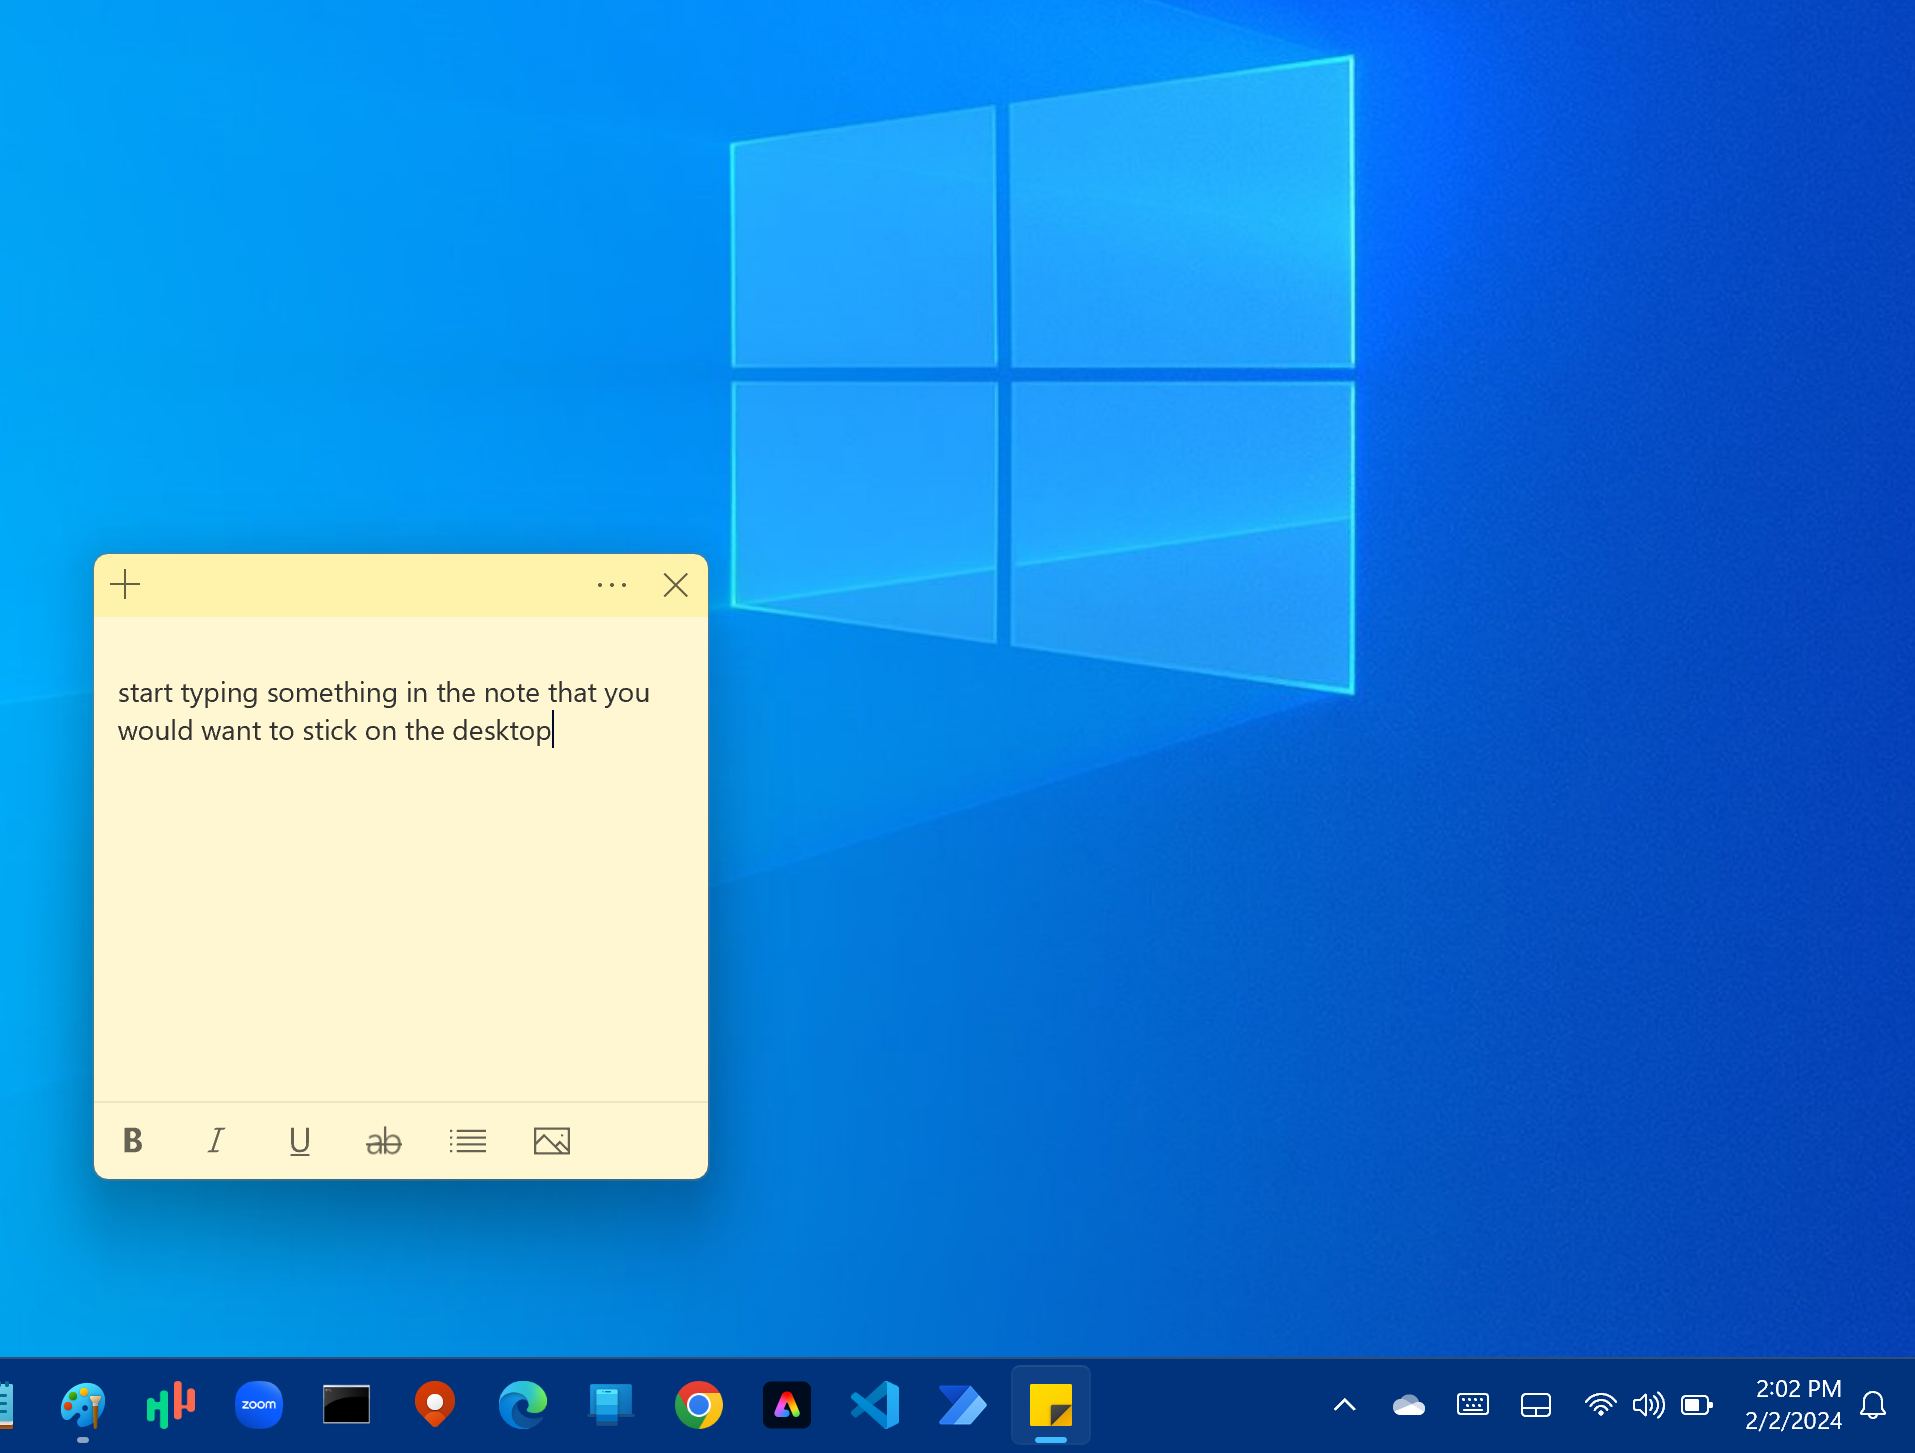 start typing something in the note that you
would want to stick on the desktop
B I U ab
zoom
2:02 PM
2/2/2024